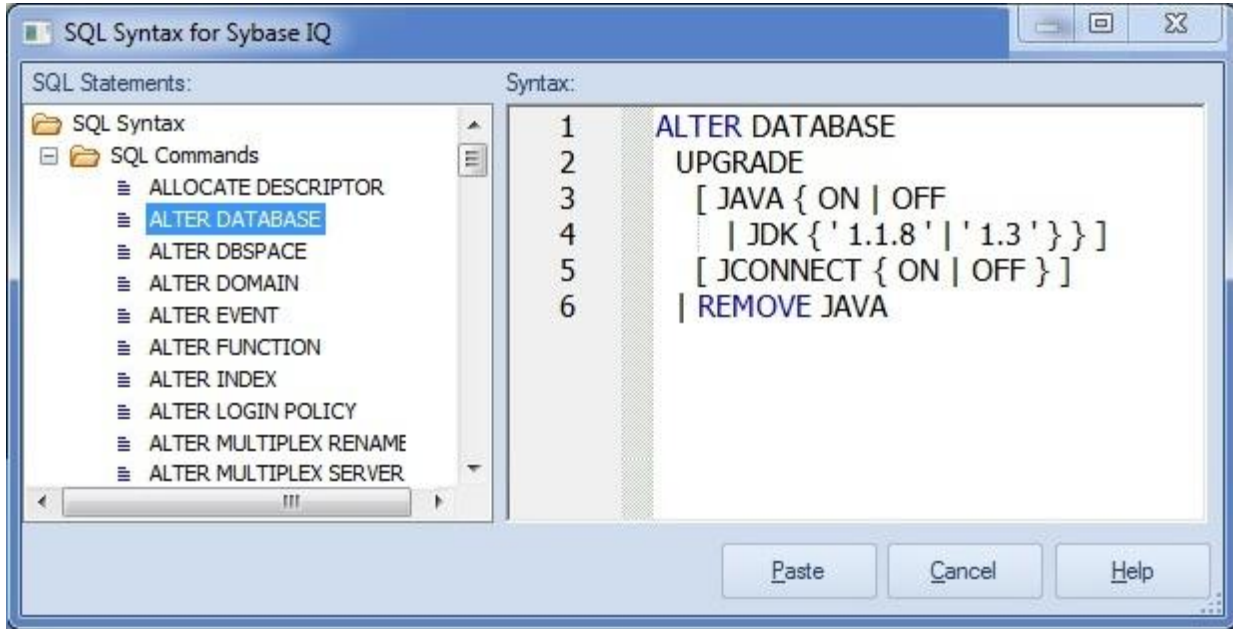 SQL Syntax for Sybase IQ
SQL Statements:
SQL Syntax
SQL Commands
ALLOCATE DESCRIPTOR
ALTER DATABASE
ALTER DBSPACE
ALTER DOMAIN
ALTER EVENT
ALTER FUNCTION
ALTER INDEX
ALTER LOGIN POLICY
ALTER MULTIPLEX RENAME
ALTER MULTIPLEX SERVER
Syntax:
1 ALTER DATABASE
2 UPGRADE
3 [ JAVA { ON | OFF
4 | JDK { ' 1.1.8 ' | ' 1.3 ' } } ]
5 [ JCONNECT { ON | OFF } ]
6 | REMOVE JAVA
Paste Cancel Help